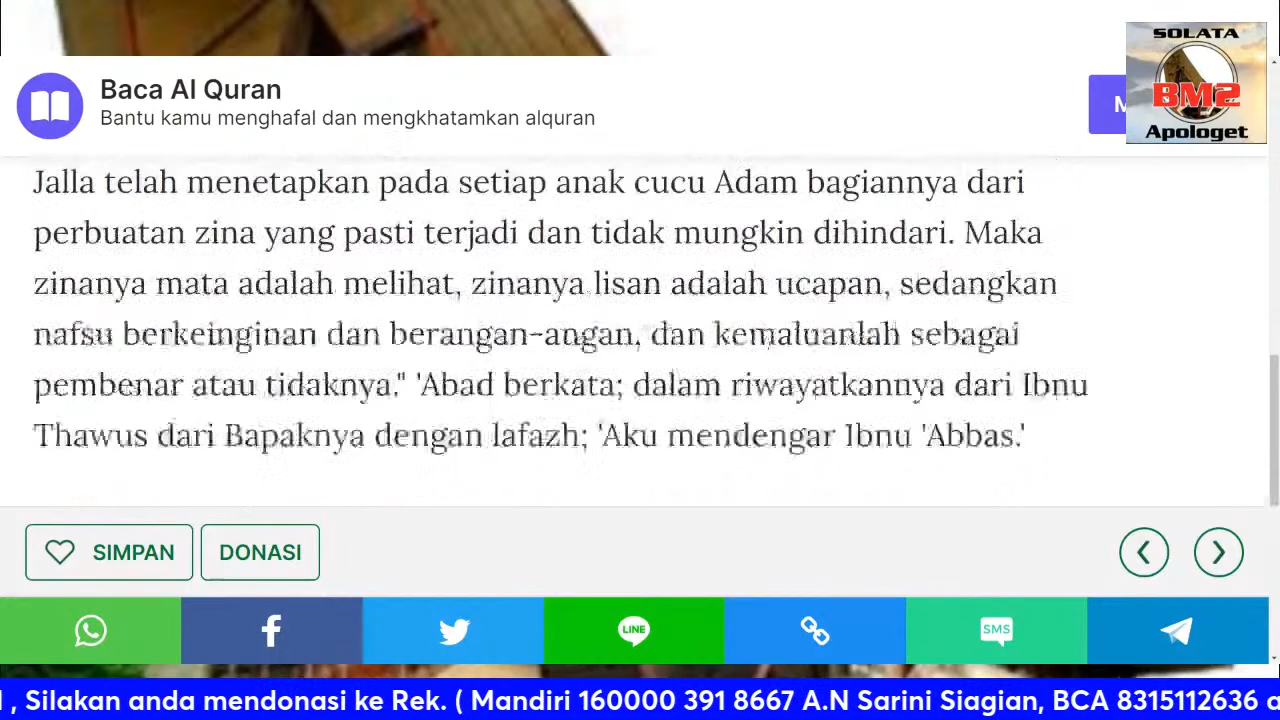 SOLATA
BM2
Apologet
Baca Al Quran
Bantu kamu menghafal dan mengkhatamkan alquran
M
Jalla telah menetapkan pada setiap anak cucu Adam bagiannya dari
perbuatan zina yang pasti terjadi dan tidak mungkin dihindari. Maka
zinanya mata adalah melihat, zinanya lisan adalah ucapan, sedangkan
nafsu berkeinginan dan berangan-angan, dan kemaluanlah sebagai
pembenar atau tidaknya." 'Abad berkata; dalam riwayatkannya dari Ibnu
Thawus dari Bapaknya dengan lafazh; 'Aku mendengar Ibnu 'Abbas.'
SIMPAN
DONASI
LINE
SMS
, Silakan anda mendonasi ke Rek. ( Mandiri 160000 391 8667 A.N Sarini Siagian, BCA 8315112636